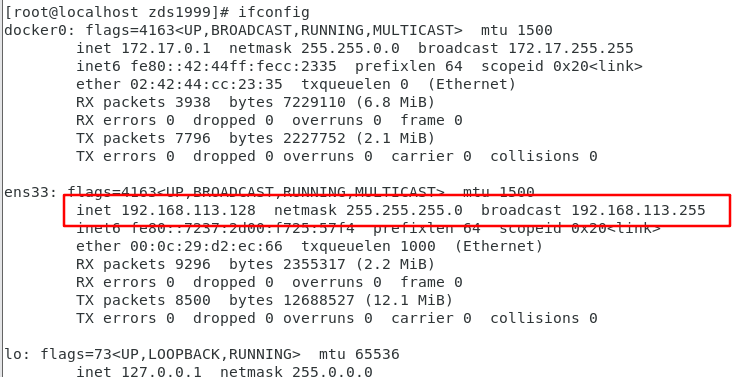 [root@localhost zds1999]# ifconfig
docker0: flags=4163<UP,BROADCAST,RUNNING,MULTICAST>  mtu 1500
        inet 172.17.0.1  netmask 255.255.0.0  broadcast 172.17.255.255
        inet6 fe80::42:44ff:fecc:2335  prefixlen 64  scopeid 0x20<link>
        ether 02:42:44:cc:23:35  txqueuelen 0  (Ethernet)
        RX packets 3938  bytes 7229110 (6.8 MiB)
        RX errors 0  dropped 0  overruns 0  frame 0
        TX packets 7796  bytes 2227752 (2.1 MiB)
        TX errors 0  dropped 0 overruns 0  carrier 0  collisions 0

ens33: flags=4163<UP,BROADCAST,RUNNING,MULTICAST>  mtu 1500
        inet 192.168.113.128  netmask 255.255.255.0  broadcast 192.168.113.255
        inet6 fe80::7237:2d00:f725:57f4  prefixlen 64  scopeid 0x20<link>
        ether 00:0c:29:d2:ec:66  txqueuelen 1000  (Ethernet)
        RX packets 9296  bytes 2355317 (2.2 MiB)
        RX errors 0  dropped 0  overruns 0  frame 0
        TX packets 8500  bytes 12688527 (12.1 MiB)
        TX errors 0  dropped 0 overruns 0  carrier 0  collisions 0

lo: flags=73<UP,LOOPBACK,RUNNING>  mtu 65536
        inet 127.0.0.1  netmask 255.0.0.0